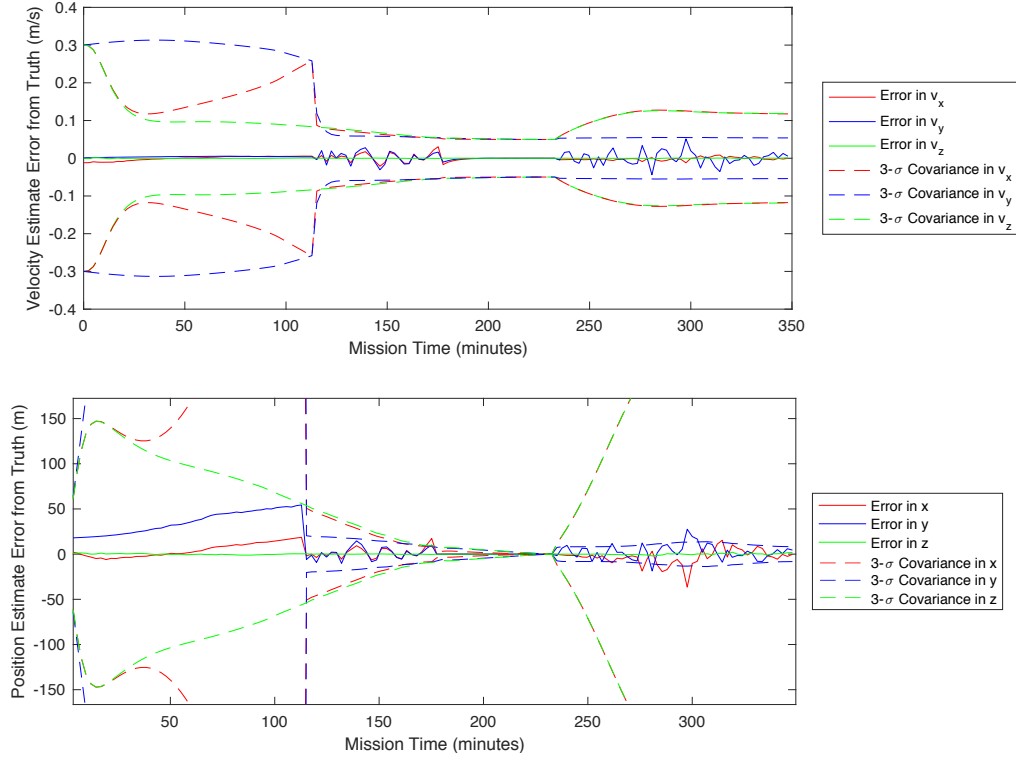 Velocity Estimate Error from Truth (m/s)
0.4
0.3
0.2
0.1
0
-0.1
-0.2
-0.3
-0.4
0
50
100
150
200
250
300
350
Mission Time (minutes)
Error in v_x
Error in v_y
Error in v_z
3-σ Covariance in v_x
3-σ Covariance in v_y
3-σ Covariance in v_z
Position Estimate Error from Truth (m)
150
100
50
0
-50
-100
-150
50
100
150
200
250
300
Mission Time (minutes)
Error in x
Error in y
Error in z
3-σ Covariance in x
3-σ Covariance in y
3-σ Covariance in z